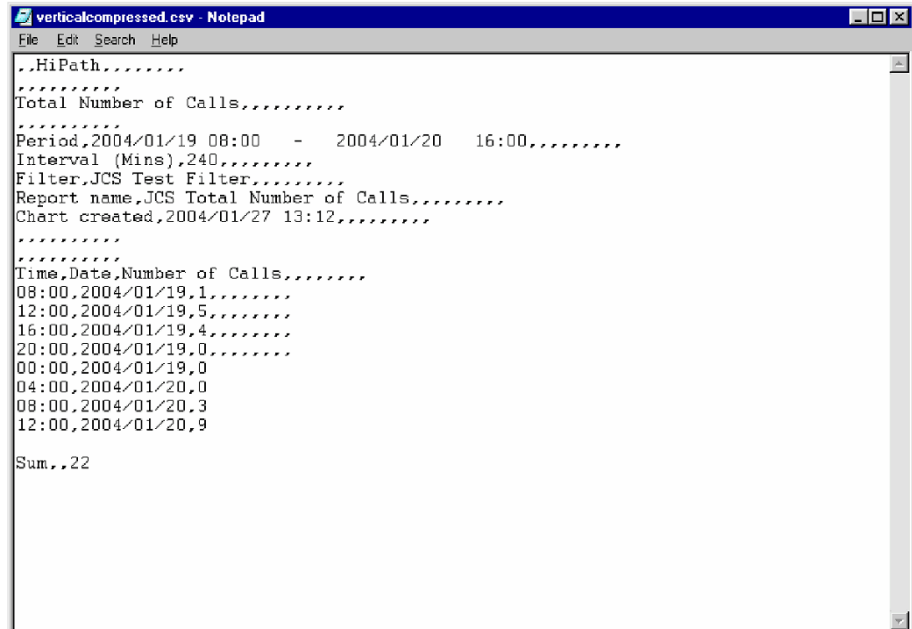 verticalcompressed.csv - Notepad
File Edit Search Help
,,HiPath,,,,,,,,
,,,,,,,,,,
Total Number of Calls,,,,,,,,,,
,,,,,,,,,,
Period,2004/01/19 08:00 - 2004/01/20 16:00,,,,,,,,,
Interval (Mins),240,,,,,,,,,
Filter,JCS Test Filter,,,,,,,,,
Report name,JCS Total Number of Calls,,,,,,,,,
Chart created,2004/01/27 13:12,,,,,,,,,
,,,,,,,,,,
,,,,,,,,,,
Time,Date,Number of Calls,,,,,,,,
08:00,2004/01/19,1,,,,,,,,
12:00,2004/01/19,5,,,,,,,,
16:00,2004/01/19,4,,,,,,,,
20:00,2004/01/19,0,,,,,,,,
00:00,2004/01/19,0
04:00,2004/01/20,0
08:00,2004/01/20,3
12:00,2004/01/20,9
Sum,,22